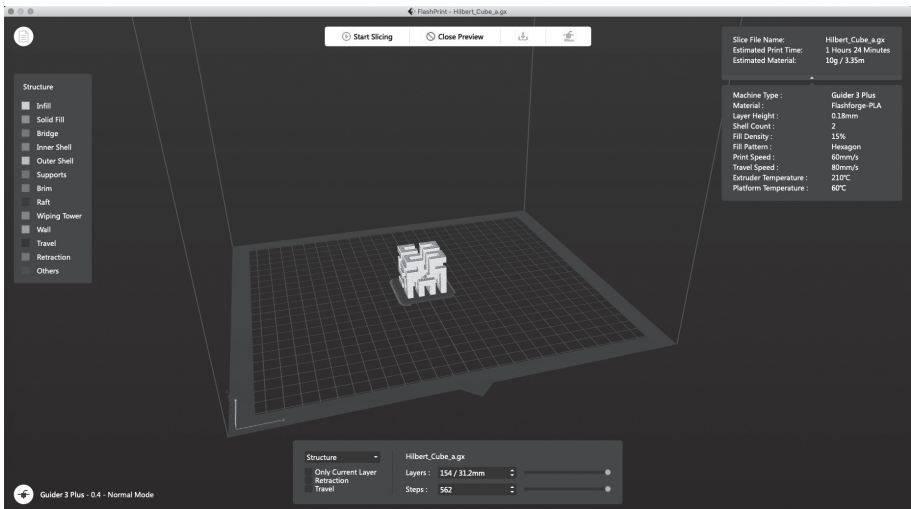 FlashPrint - Hilbert_Cube_a.gx
Start Slicing
Close Preview
Slice File Name: Hilbert_Cube_a.gx
Estimated Print Time: 1 Hours 24 Minutes
Estimated Material: 10g / 3.35m
Machine Type : Guider 3 Plus
Material : Flashforge-PLA
Layer Height : 0.18mm
Shell Count : 2
Fill Density : 15%
Fill Pattern : Hexagon
Print Speed : 60mm/s
Travel Speed : 80mm/s
Extruder Temperature : 210℃
Platform Temperature : 60℃
Structure
Infill
Solid Fill
Bridge
Inner Shell
Outer Shell
Supports
Brim
Raft
Wiping Tower
Wall
Travel
Retraction
Others
Structure
Only Current Layer
Retraction
Travel
Hilbert_Cube_a.gx
Layers : 154 / 31.2mm
Steps : 562
Guider 3 Plus - 0.4 - Normal Mode